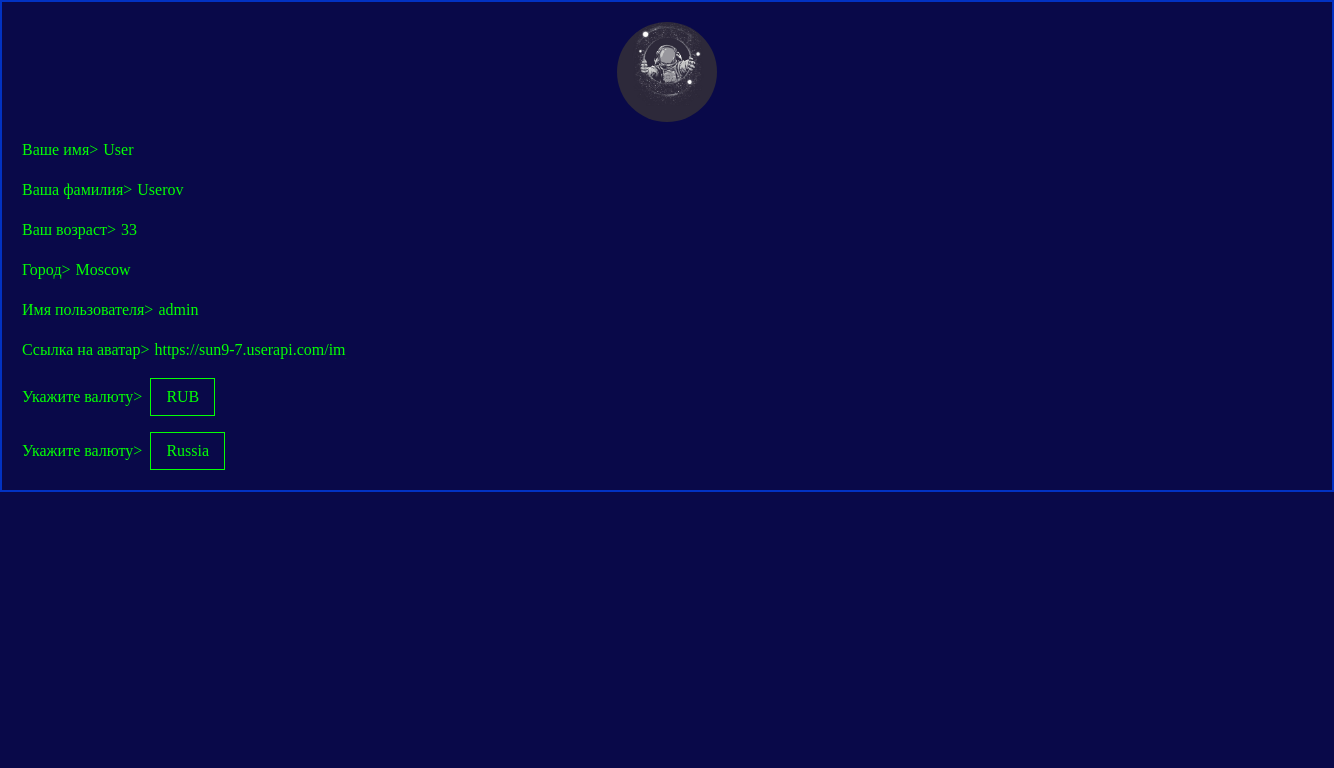 Ваше имя> User
Ваша фамилия> Userov
Ваш возраст> 33
Город> Moscow
Имя пользователя> admin
Ссылка на аватар> https://sun9-7.userapi.com/im
Укажите валюту> RUB
Укажите валюту> Russia